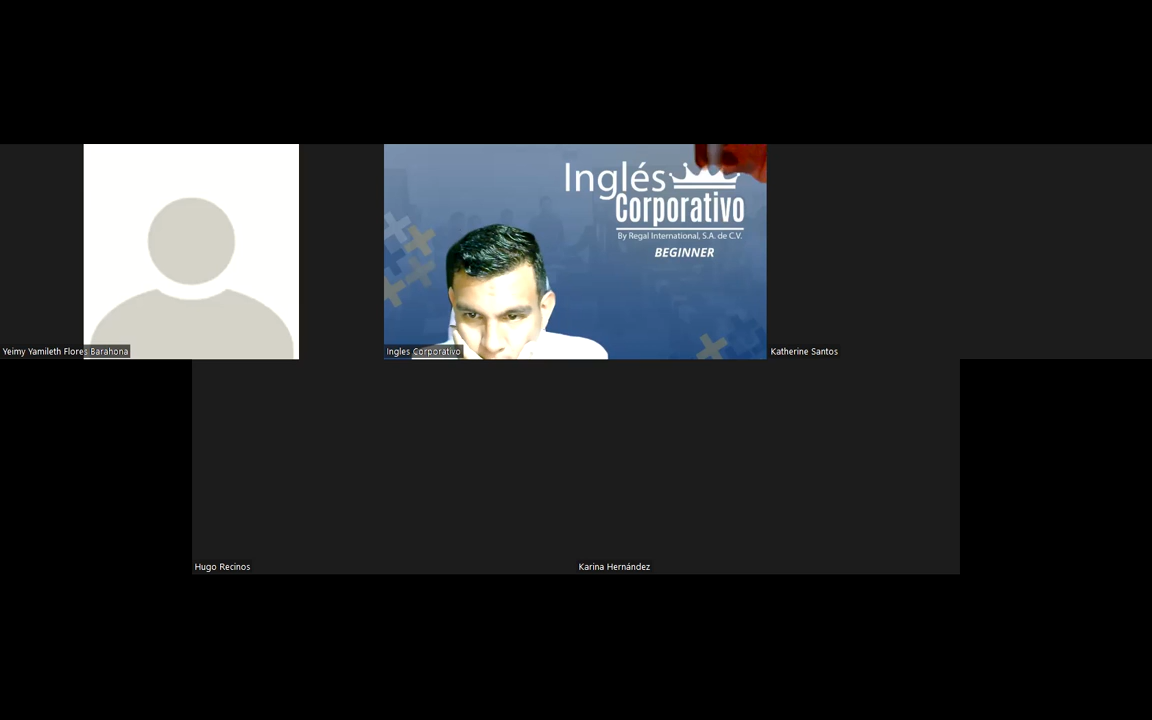 Inglés
Corporativo
By Regal International, S.A. de C.V.
BEGINNER
Yeimy Yamileth Flores Barahona
Ingles Corporativo
Katherine Santos
Hugo Recinos
Karina Hernández